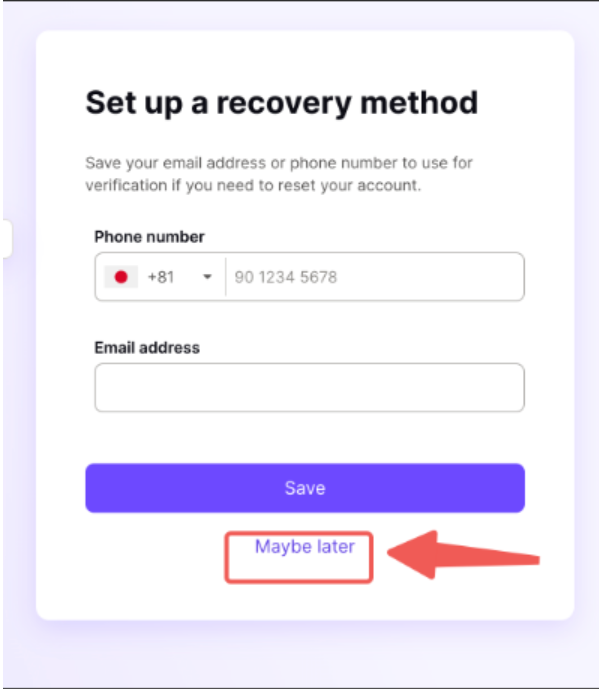 Set up a recovery method
Save your email address or phone number to use for
verification if you need to reset your account.
Phone number
+81 90 1234 5678
Email address
Save
Maybe later